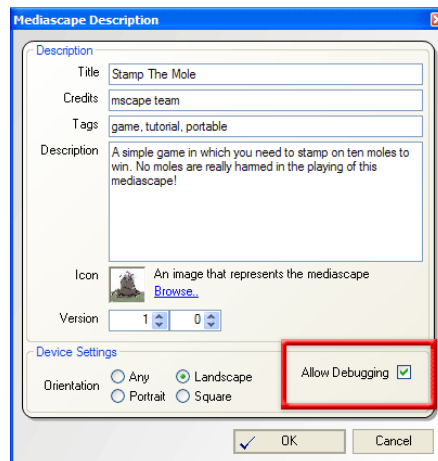 Mediascape Description
Description
Title Stamp The Mole
Credits mscape team
Tags game, tutorial, portable
Description A simple game in which you need to stamp on ten moles to
win. No moles are really harmed in the playing of this
mediascape!
Icon An image that represents the mediascape
Browse..
Version 1 0
Device Settings
Orientation Any Landscape Allow Debugging
Portrait Square
OK Cancel